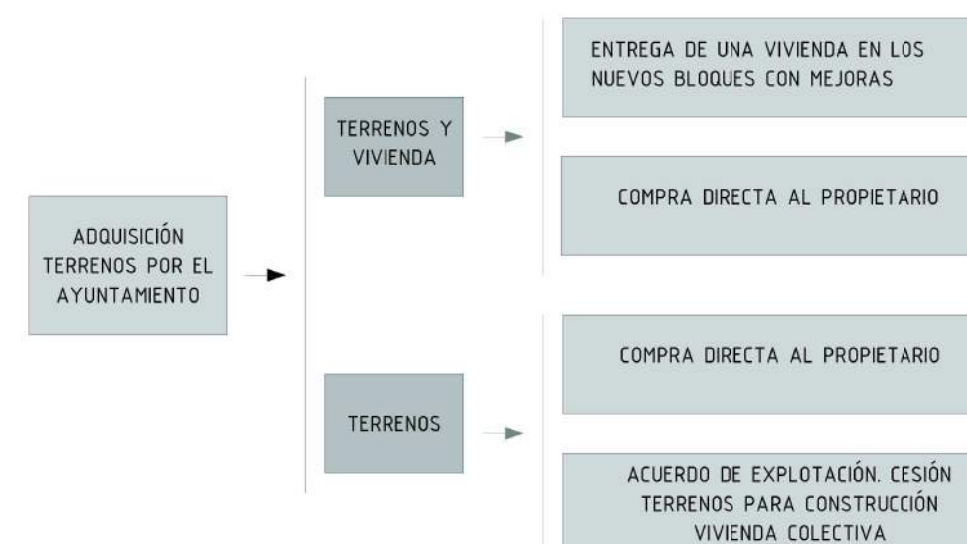 ADQUISICIÓN
TERRENOS POR EL
AYUNTAMIENTO
TERRENOS Y
VIVIENDA
ENTREGA DE UNA VIVIENDA EN LOS
NUEVOS BLOQUES CON MEJORAS
COMPRA DIRECTA AL PROPIETARIO
TERRENOS
COMPRA DIRECTA AL PROPIETARIO
ACUERDO DE EXPLOTACIÓN. CESIÓN
TERRENOS PARA CONSTRUCCIÓN
VIVIENDA COLECTIVA